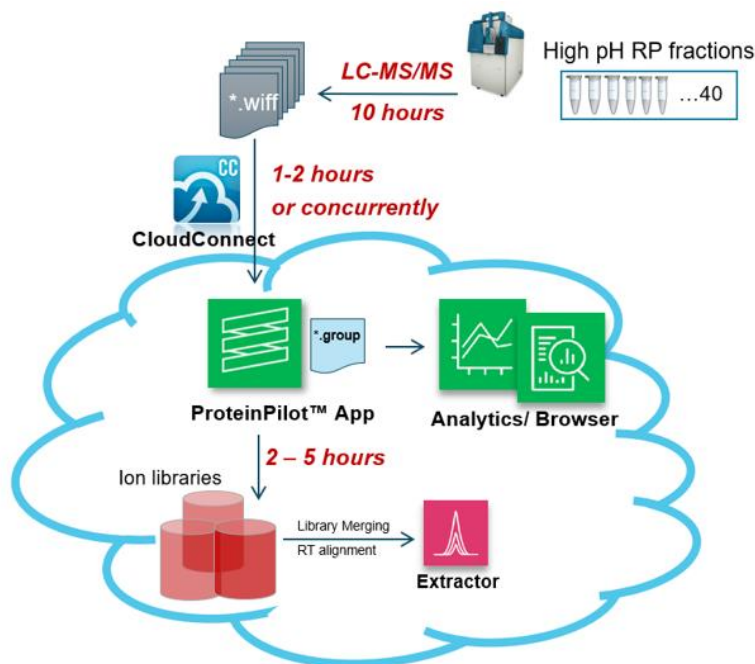 High pH RP fractions
...40
LC-MS/MS
10 hours
*.wiff
CC
CloudConnect
1-2 hours
or concurrently
*.group
ProteinPilot™ App
Analytics/ Browser
2 – 5 hours
Ion libraries
Library Merging
RT alignment
Extractor